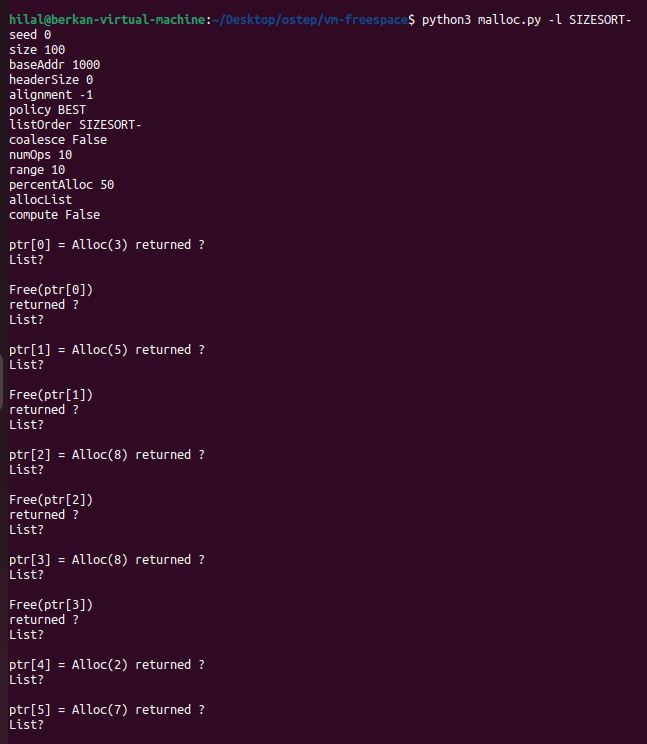 hilal@berkan-virtual-machine:~/Desktop/ostep/vm-freespace$ python3 malloc.py -l SIZESORT-
seed 0
size 100
baseAddr 1000
headerSize 0
alignment -1
policy BEST
listOrder SIZESORT-
coalesce False
numOps 10
range 10
percentAlloc 50
allocList
compute False
ptr[0] = Alloc(3) returned ?
List?
Free(ptr[0])
returned ?
List?
ptr[1] = Alloc(5) returned ?
List?
Free(ptr[1])
returned ?
List?
ptr[2] = Alloc(8) returned ?
List?
Free(ptr[2])
returned ?
List?
ptr[3] = Alloc(8) returned ?
List?
Free(ptr[3])
returned ?
List?
ptr[4] = Alloc(2) returned ?
List?
ptr[5] = Alloc(7) returned ?
List?